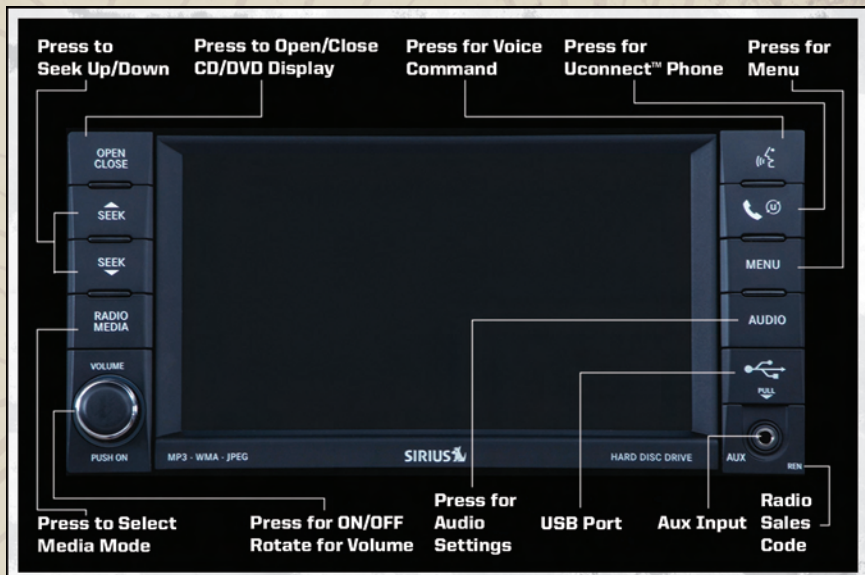 Press to
Seek Up/Down
Press to Open/Close
CD/DVD Display
Press for Voice
Command
Press for
Uconnect™ Phone
Press for
Menu
OPEN
CLOSE
SEEK
SEEK
RADIO
MEDIA
VOLUME
PUSH ON
MP3 - WMA - JPEG
SIRIUS
HARD DISC DRIVE
U
MENU
AUDIO
PULL
AUX
REN
Press to Select
Media Mode
Press for ON/OFF
Rotate for Volume
Press for
Audio
Settings
USB Port
Aux Input
Radio
Sales
Code